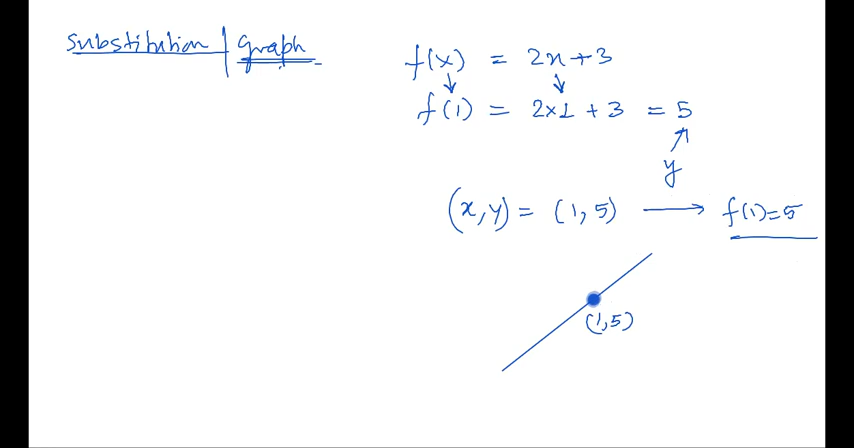 Substitution | Graph
f(x) = 2x+3
f(1) = 2×1 + 3 = 5
y
(x,y) = (1,5) → f(1)=5
(1,5)